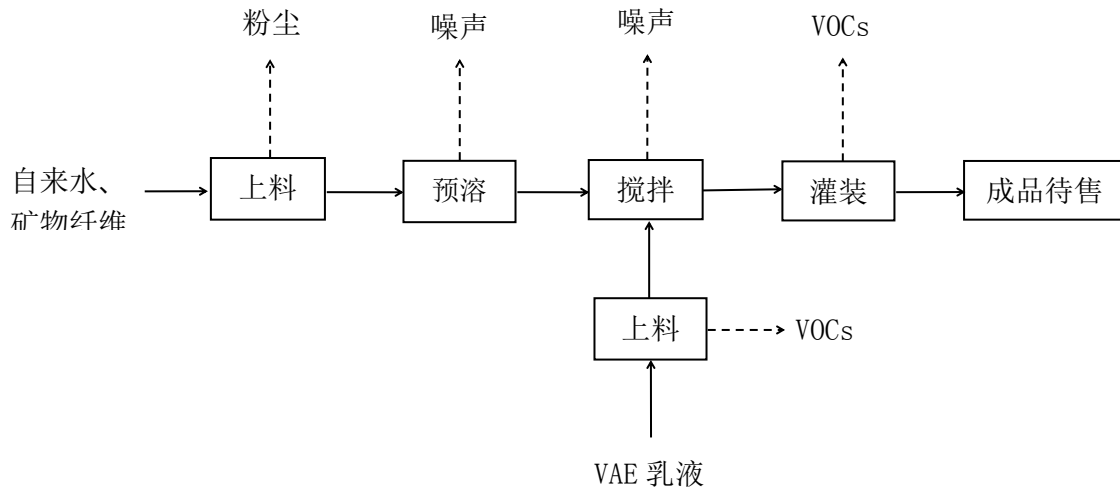 粉尘
噪声
噪声
VOCs
自来水、
矿物纤维
上料
预溶
搅拌
灌装
成品待售
上料
VOCs
VAE 乳液